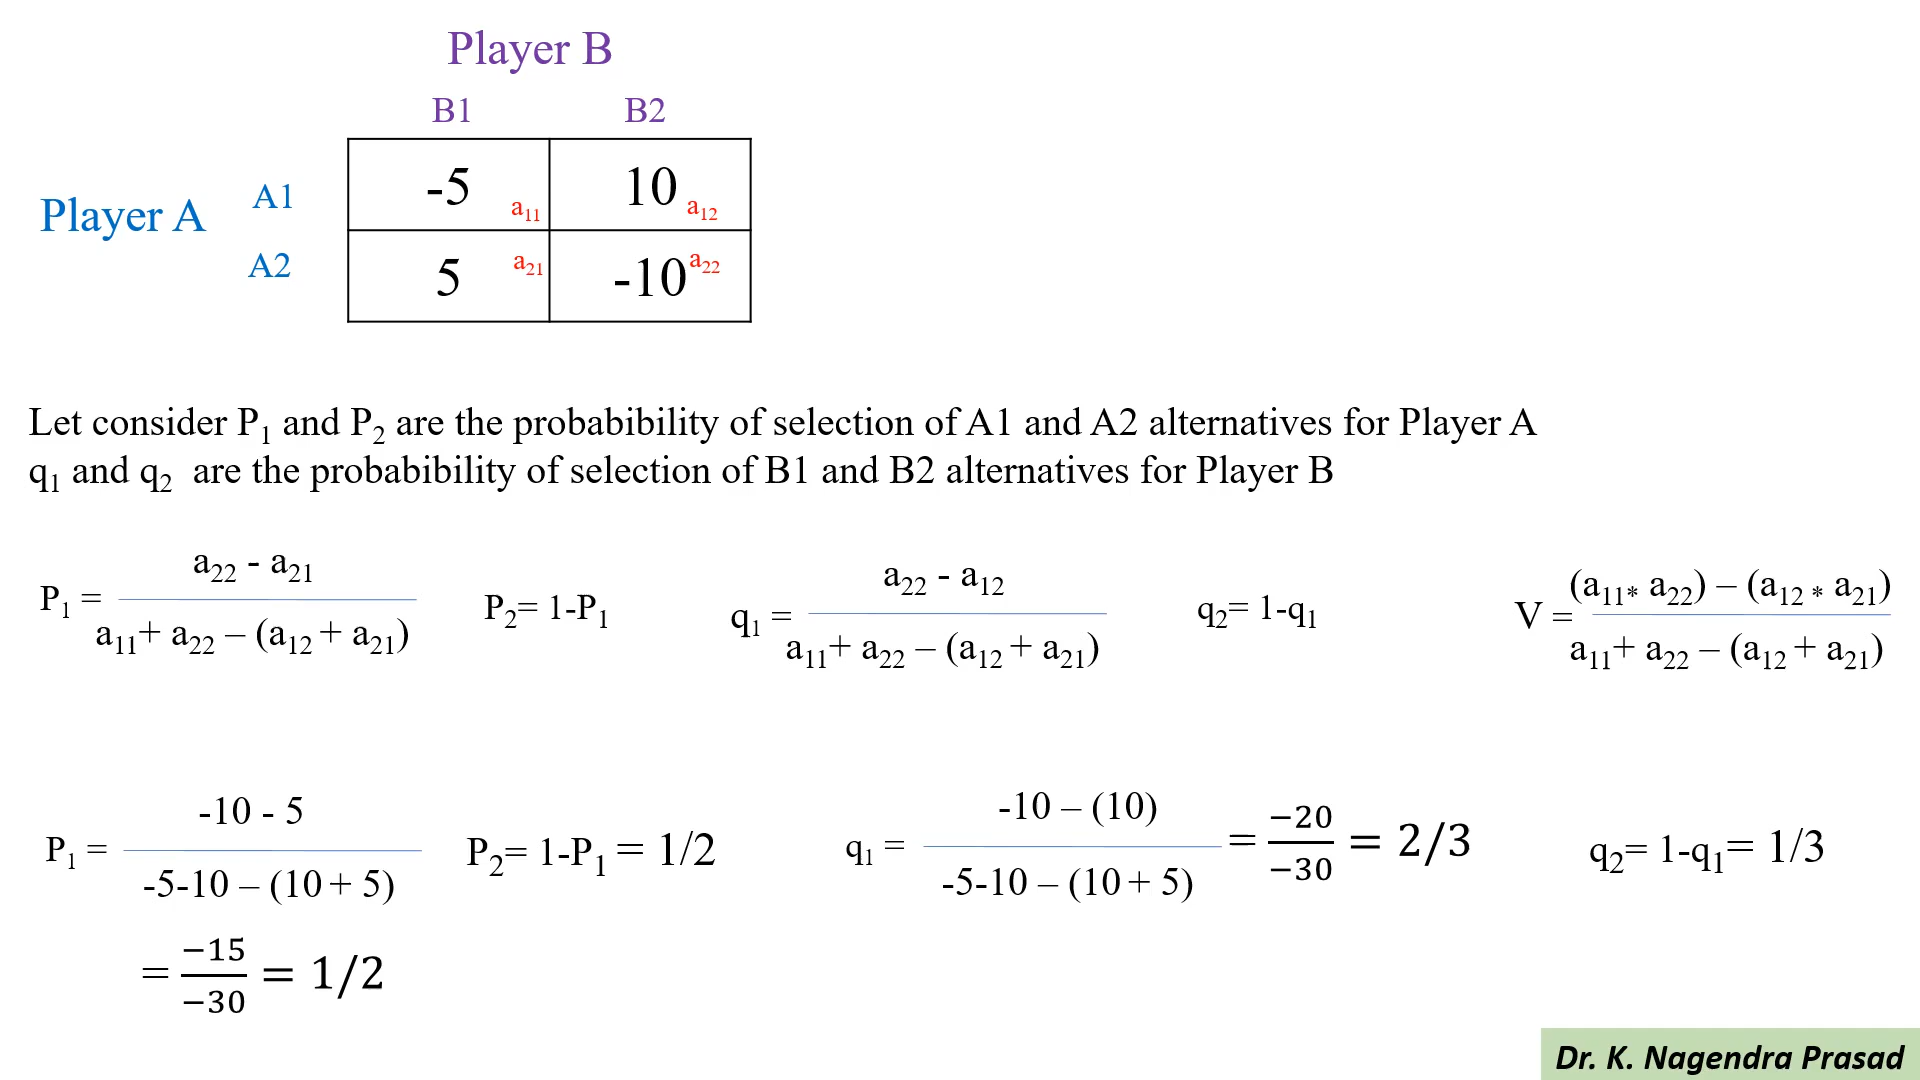 Player B
B1 B2
Player A A1 -5 a11 10 a12
A2 5 a21 -10 a22
Let consider P1 and P2 are the probabibility of selection of A1 and A2 alternatives for Player A
q1 and q2 are the probabibility of selection of B1 and B2 alternatives for Player B
P1 = a22 - a21 / a11+ a22 – (a12 + a21)
P2= 1-P1
q1 = a22 - a12 / a11+ a22 – (a12 + a21)
q2= 1-q1
V = (a11* a22) – (a12 * a21) / a11+ a22 – (a12 + a21)
P1 = -10 - 5 / -5-10 – (10 + 5)
= −15 / −30 = 1/2
P2= 1-P1 = 1/2
q1 = -10 – (10) / -5-10 – (10 + 5) = −20 / −30 = 2/3
q2= 1-q1= 1/3
Dr. K. Nagendra Prasad